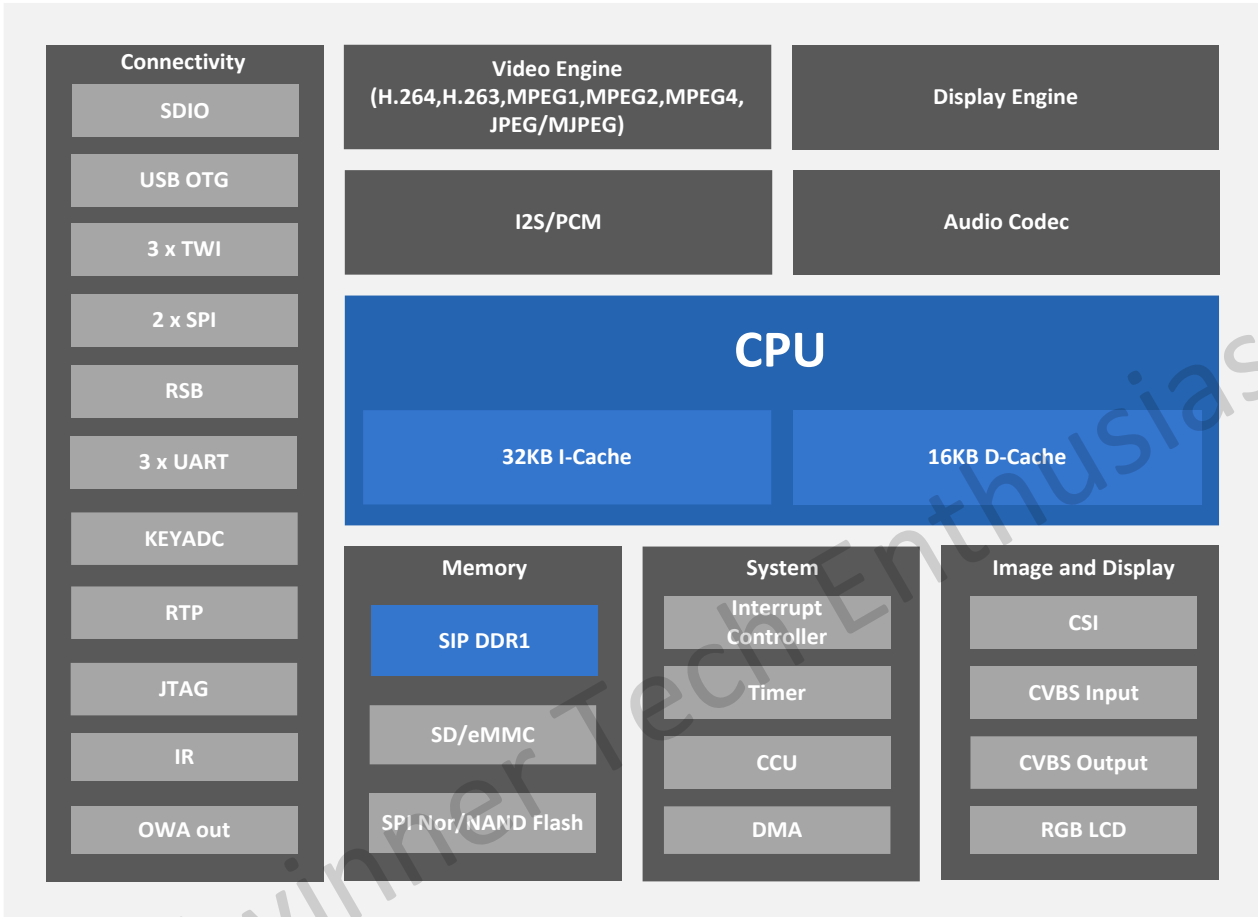 Connectivity
SDIO
USB OTG
3 x TWI
2 x SPI
RSB
3 x UART
KEYADC
RTP
JTAG
IR
OWA out
Video Engine
(H.264,H.263,MPEG1,MPEG2,MPEG4,
JPEG/MJPEG)
Display Engine
I2S/PCM
Audio Codec
CPU
32KB I-Cache
16KB D-Cache
Memory
SIP DDR1
SD/eMMC
SPI Nor/NAND Flash
System
Interrupt
Controller
Timer
CCU
DMA
Image and Display
CSI
CVBS Input
CVBS Output
RGB LCD
winner Tech Enthusias